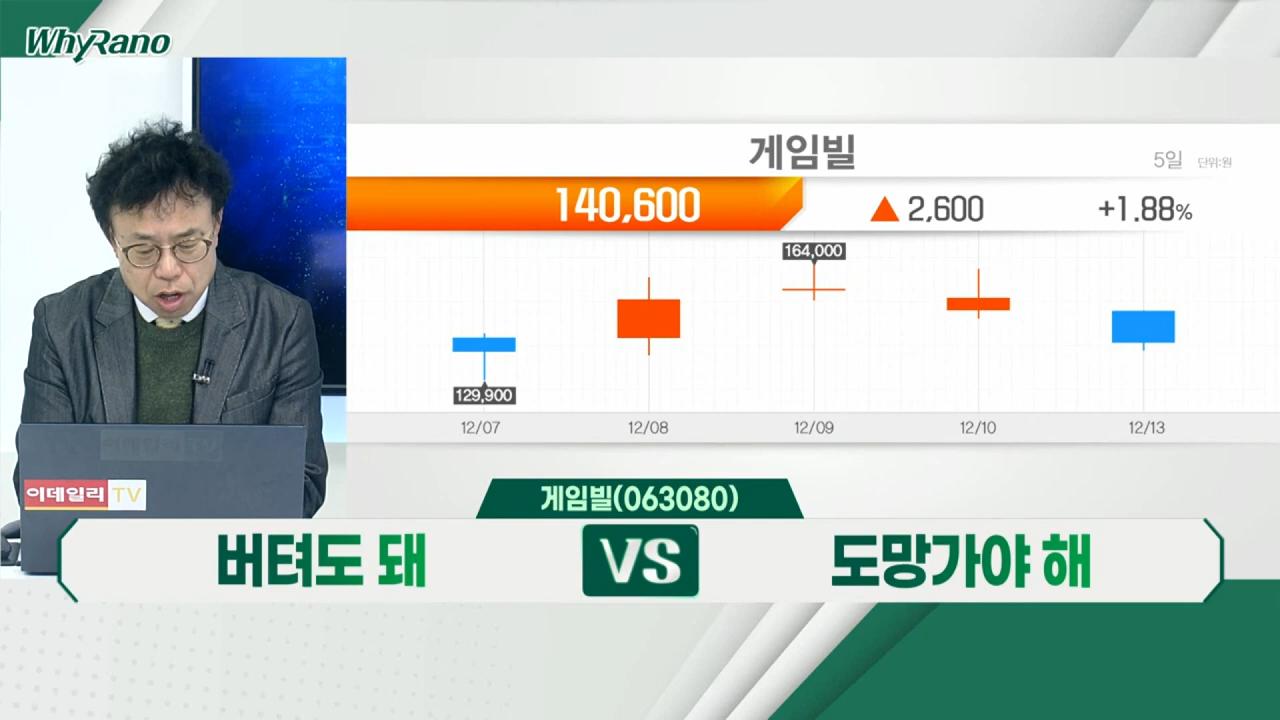 WhyRano
게임빌
5일 단위:원
140,600 ▲ 2,600 +1.88%
164,000
129,900
12/07 12/08 12/09 12/10 12/13
이데일리 TV
게임빌(063080)
버텨도 돼 VS 도망가야 해